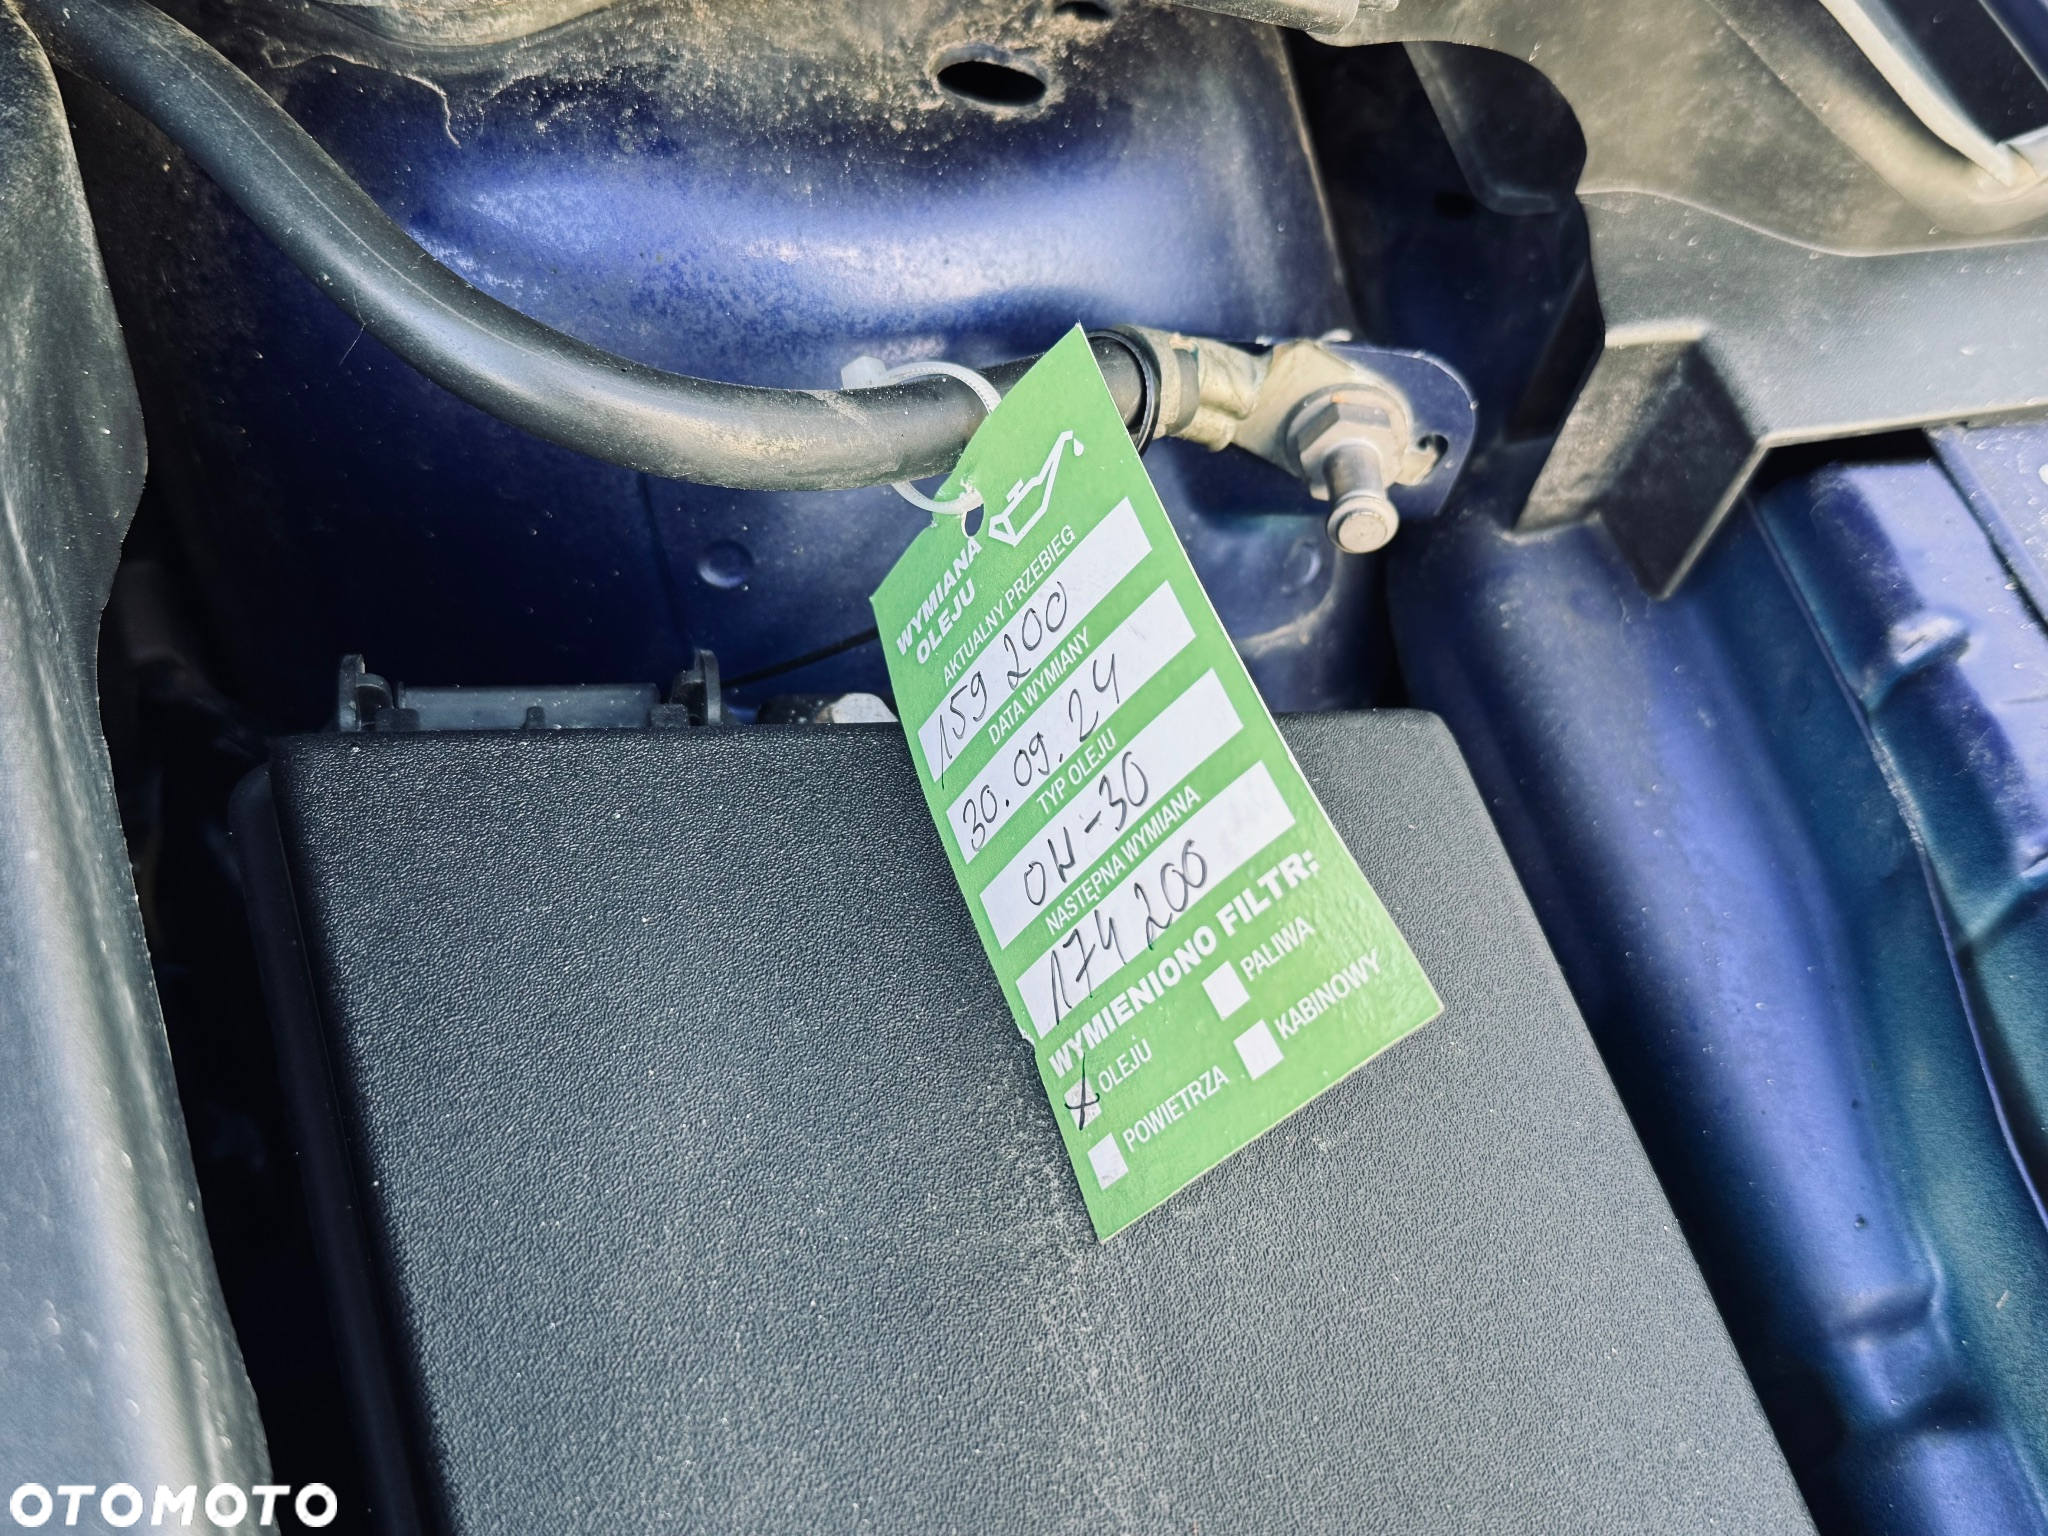 WYMIANA
OLEJU
AKTUALNY PRZEBIEG
159 200
DATA WYMIANY
30.09.24
TYP OLEJU
0W-30
NASTĘPNA WYMIANA
174 200
WYMIENIONO FILTR:
OLEJU
PALIWA
POWIETRZA
KABINOWY
OTOMOTO